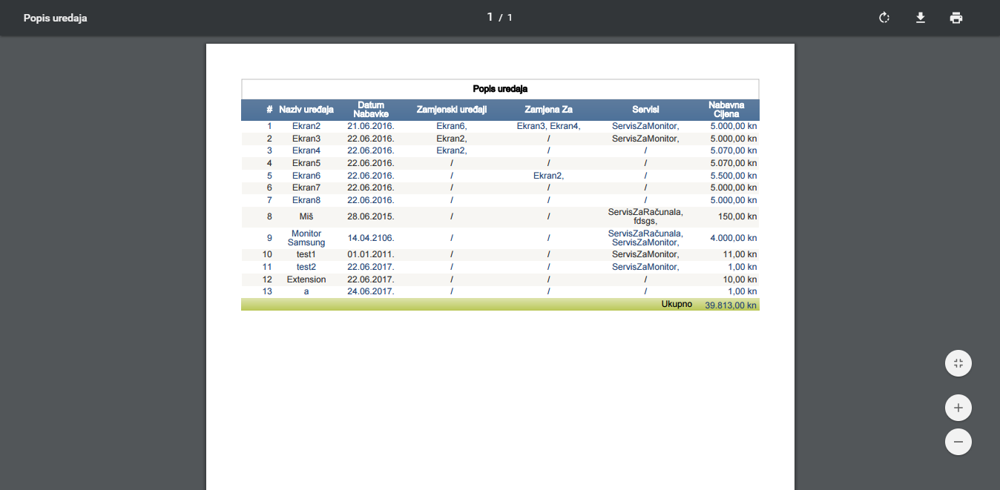 Popis uređaja
1 / 1
Popis uređaja
# Naziv uređaja Datum Nabavke Zamjenski uređaji Zamjena Za Servisi Nabavna Cijena
1 Ekran2 21.06.2016. Ekran6, Ekran3, Ekran4, ServisZaMonitor, 5.000,00 kn
2 Ekran3 22.06.2016. Ekran2, / ServisZaMonitor, 5.000,00 kn
3 Ekran4 22.06.2016. Ekran2, / / 5.070,00 kn
4 Ekran5 22.06.2016. / / / 5.070,00 kn
5 Ekran6 22.06.2016. / Ekran2, / 5.500,00 kn
6 Ekran7 22.06.2016. / / / 5.000,00 kn
7 Ekran8 22.06.2016. / / / 5.000,00 kn
8 Miš 28.06.2015. / / ServisZaRačunala, fdsgs, 150,00 kn
9 Monitor Samsung 14.04.2106. / / ServisZaRačunala, ServisZaMonitor, 4.000,00 kn
10 test1 01.01.2011. / / ServisZaMonitor, 11,00 kn
11 test2 22.06.2017. / / ServisZaMonitor, 1,00 kn
12 Extension 22.06.2017. / / / 10,00 kn
13 a 24.06.2017. / / / 1,00 kn
Ukupno 39.813,00 kn